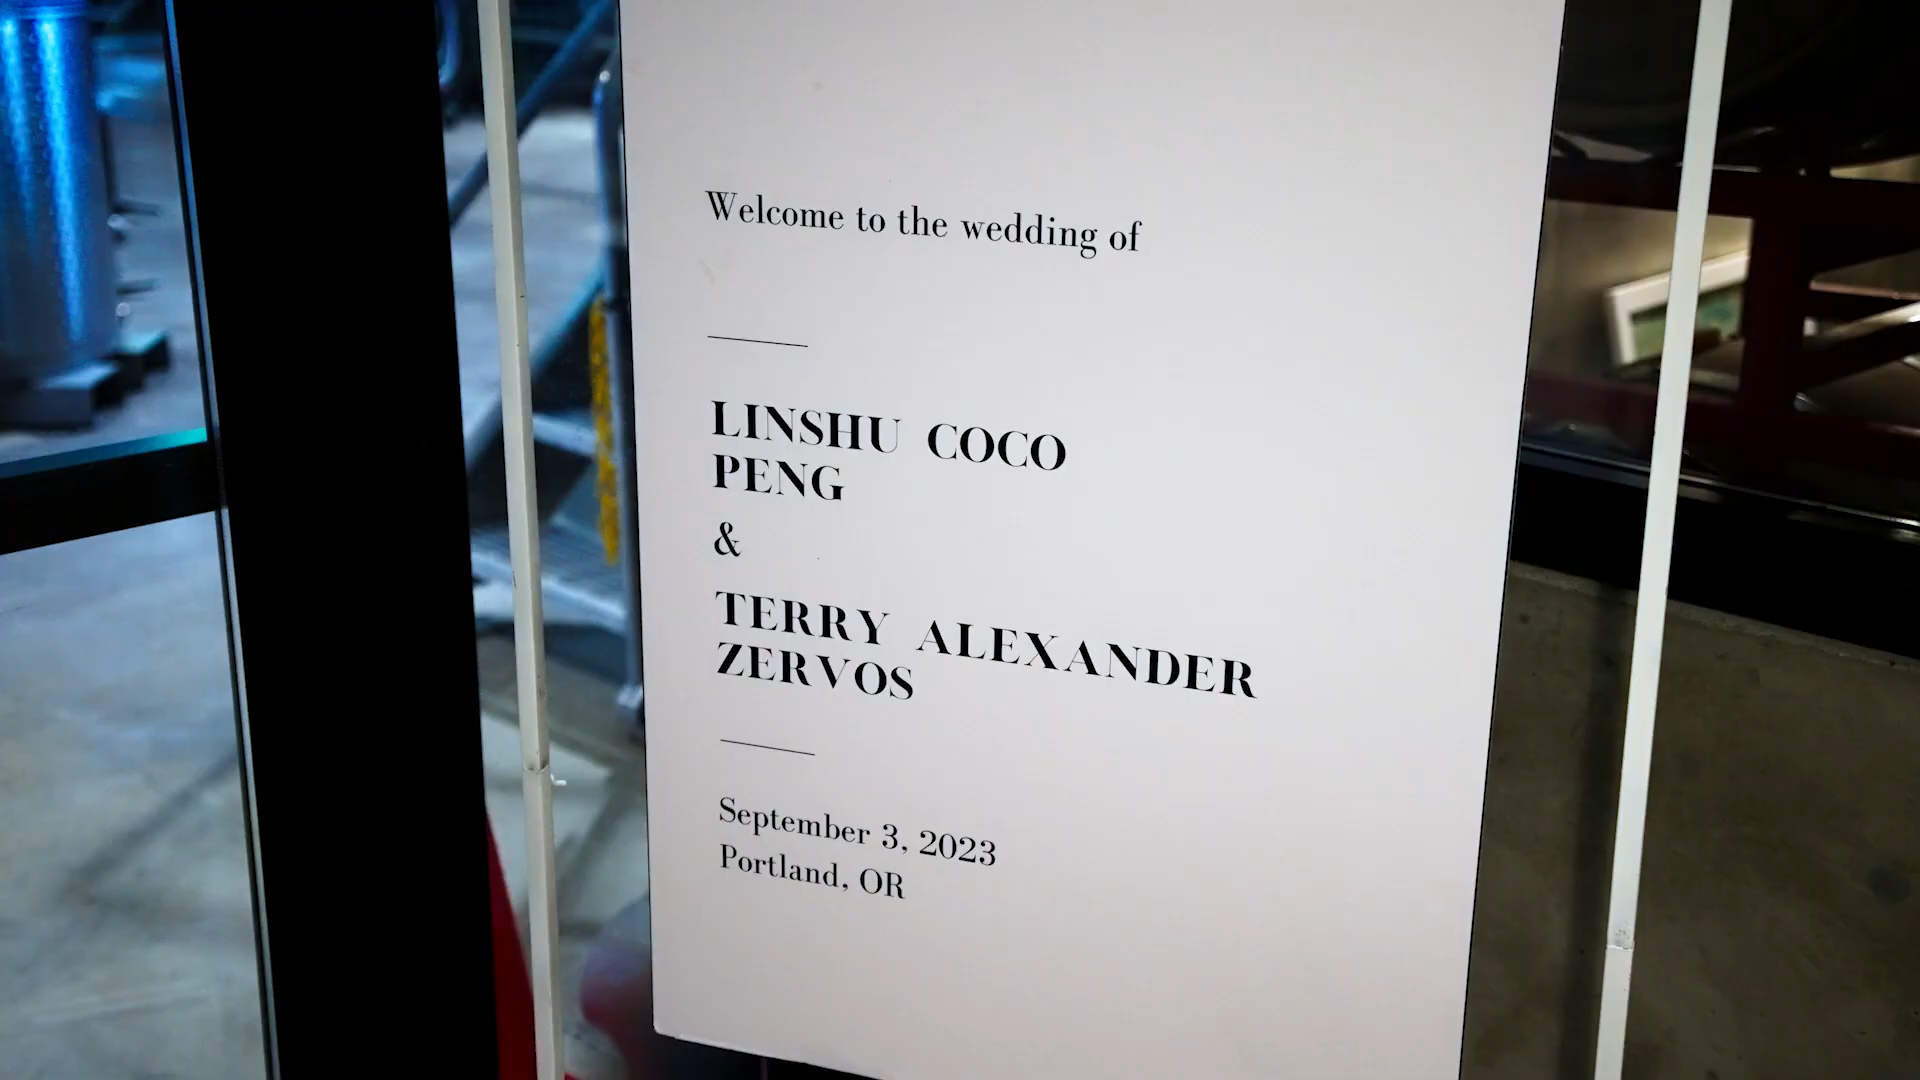 Welcome to the wedding of
LINSHU COCO
PENG
&
TERRY ALEXANDER
ZERVOS
September 3, 2023
Portland, OR